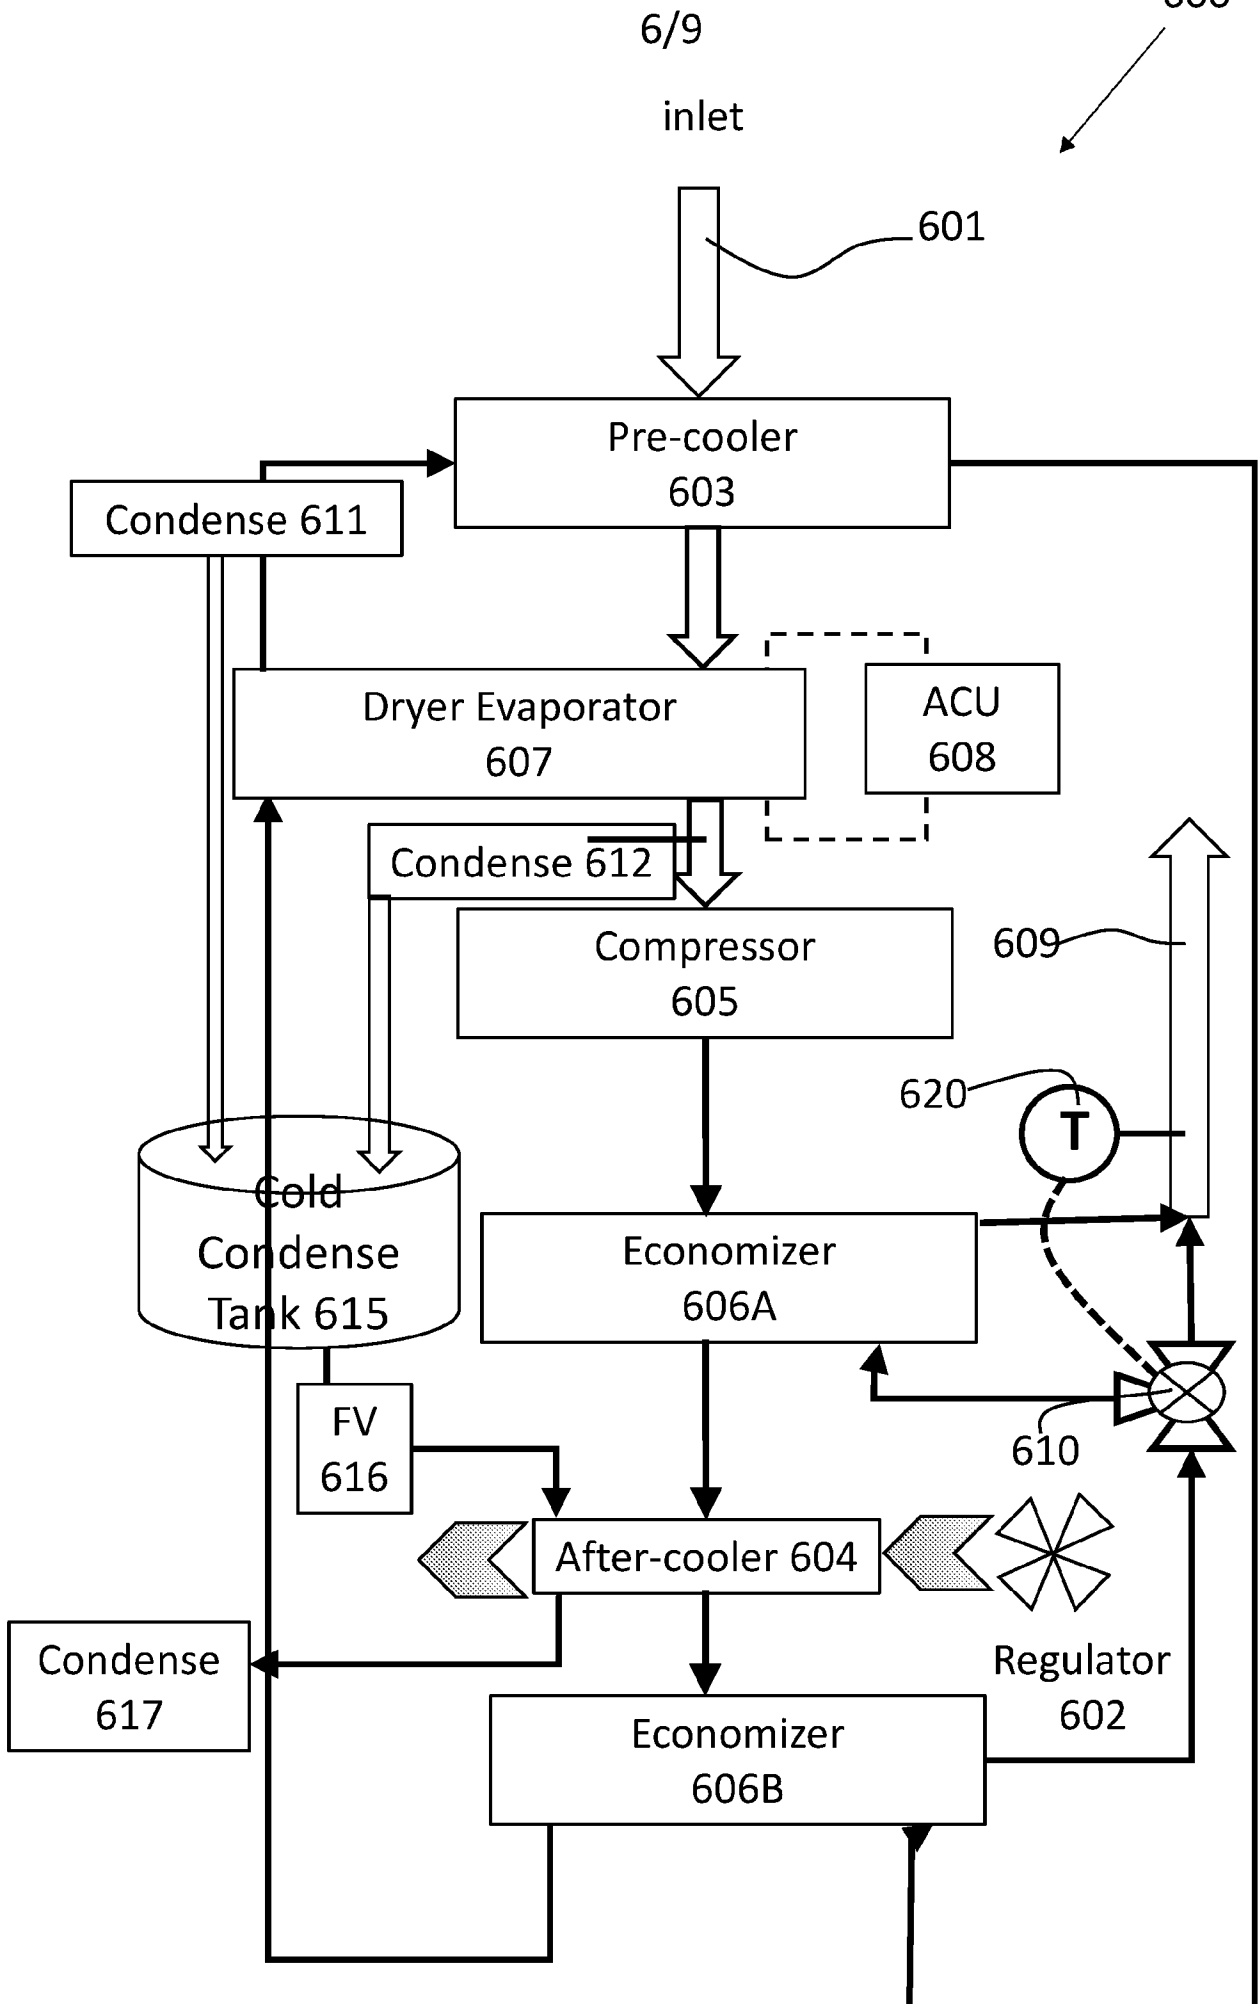 6/9
inlet
601
Pre-cooler
603
Condense 611
Dryer Evaporator
607
ACU
608
Condense 612
Compressor
605
609
620
T
Cold
Condense
Tank 615
Economizer
606A
FV
616
610
After-cooler 604
Condense
617
Regulator
602
Economizer
606B